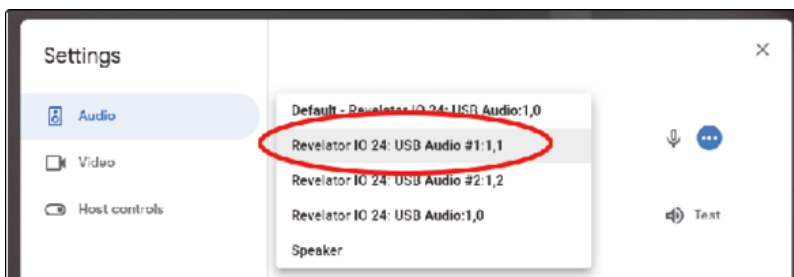 Settings
Audio
Video
Host controls
Default - Revelator IO 24: USB Audio:1,0
Revelator IO 24: USB Audio #1:1,1
Revelator IO 24: USB Audio #2:1,2
Revelator IO 24: USB Audio:1,0
Speaker
Test